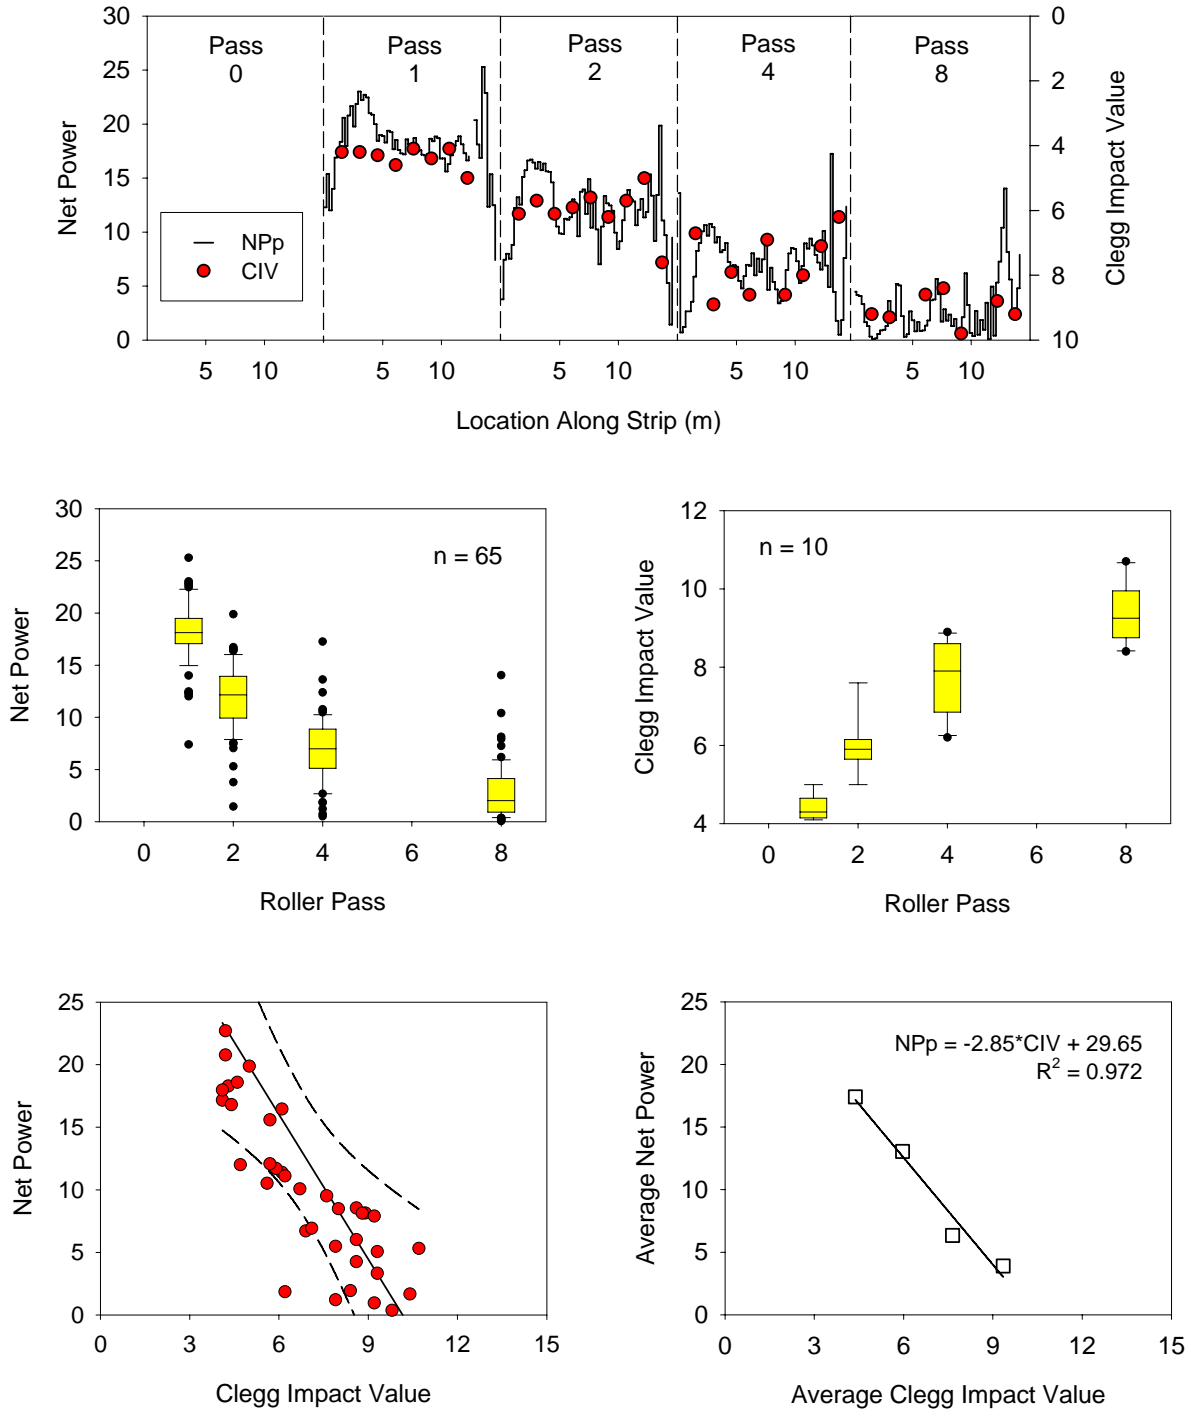 30
25
20
15
10
5
0
Net Power
Pass
0
Pass
1
Pass
2
Pass
4
Pass
8
NPp
CIV
0
2
4
6
8
10
Clegg Impact Value
5 10 5 10 5 10 5 10 5 10
Location Along Strip (m)
30
25
20
15
10
5
0
Net Power
n = 65
0 2 4 6 8
Roller Pass
12
10
8
6
4
Clegg Impact Value
n = 10
0 2 4 6 8
Roller Pass
25
20
15
10
5
0
Net Power
0 3 6 9 12 15
Clegg Impact Value
25
20
15
10
5
0
Average Net Power
NPp = -2.85*CIV + 29.65
R² = 0.972
0 3 6 9 12 15
Average Clegg Impact Value